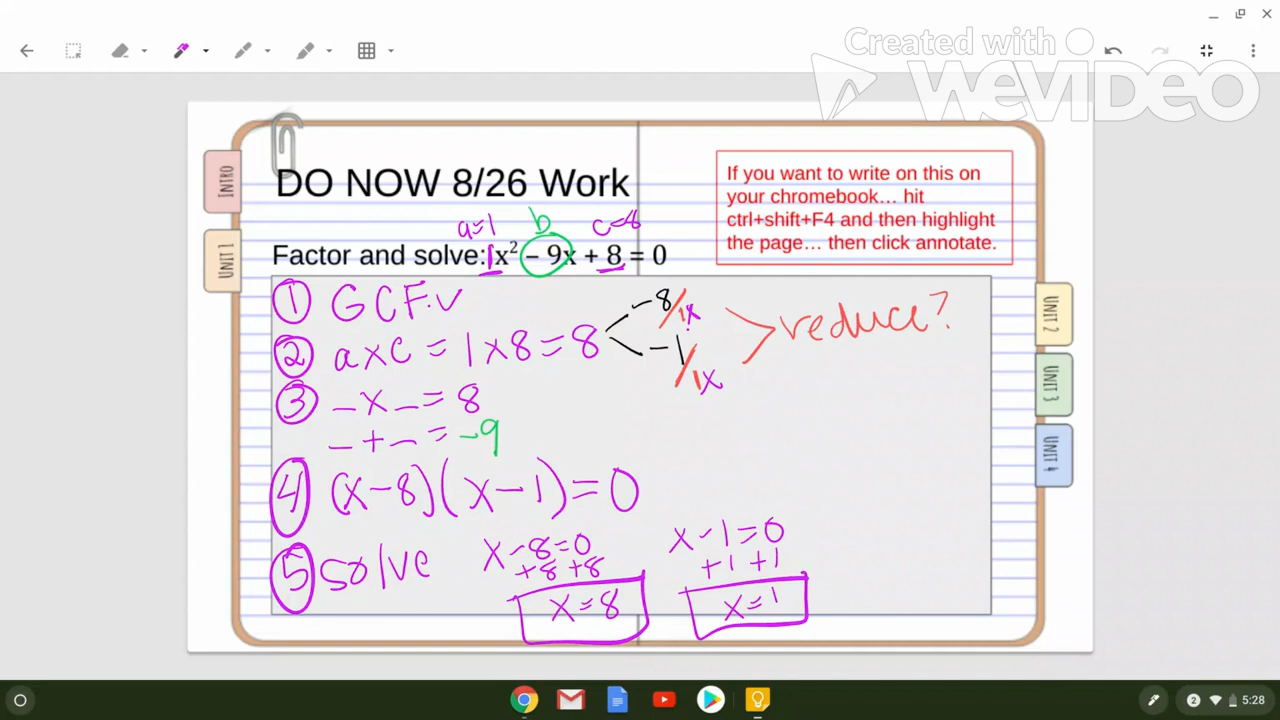 Created with
WEVIDEO
INTRO
UNIT 1
DO NOW 8/26 Work
If you want to write on this on
your chromebook... hit
ctrl+shift+F4 and then highlight
the page... then click annotate.
a=1 b c=8
Factor and solve: 1x² – 9x + 8 = 0
① GCF. ✓
② a x c = 1 x 8 = 8 < -8/1x -1/1x > reduce?
③ _ x _ = 8
_ + _ = -9
④ (x-8)(x-1)=0
⑤ solve
x-8=0
+8 +8
x=8
x-1=0
+1 +1
x=1
UNIT 2
UNIT 3
UNIT 4
2
5:28